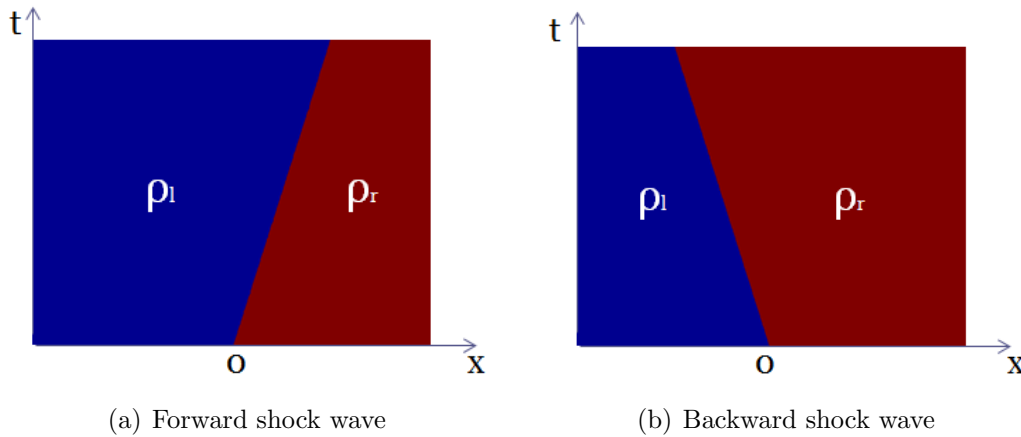 t
ρl
ρr
o
x
(a) Forward shock wave
t
ρl
ρr
o
x
(b) Backward shock wave